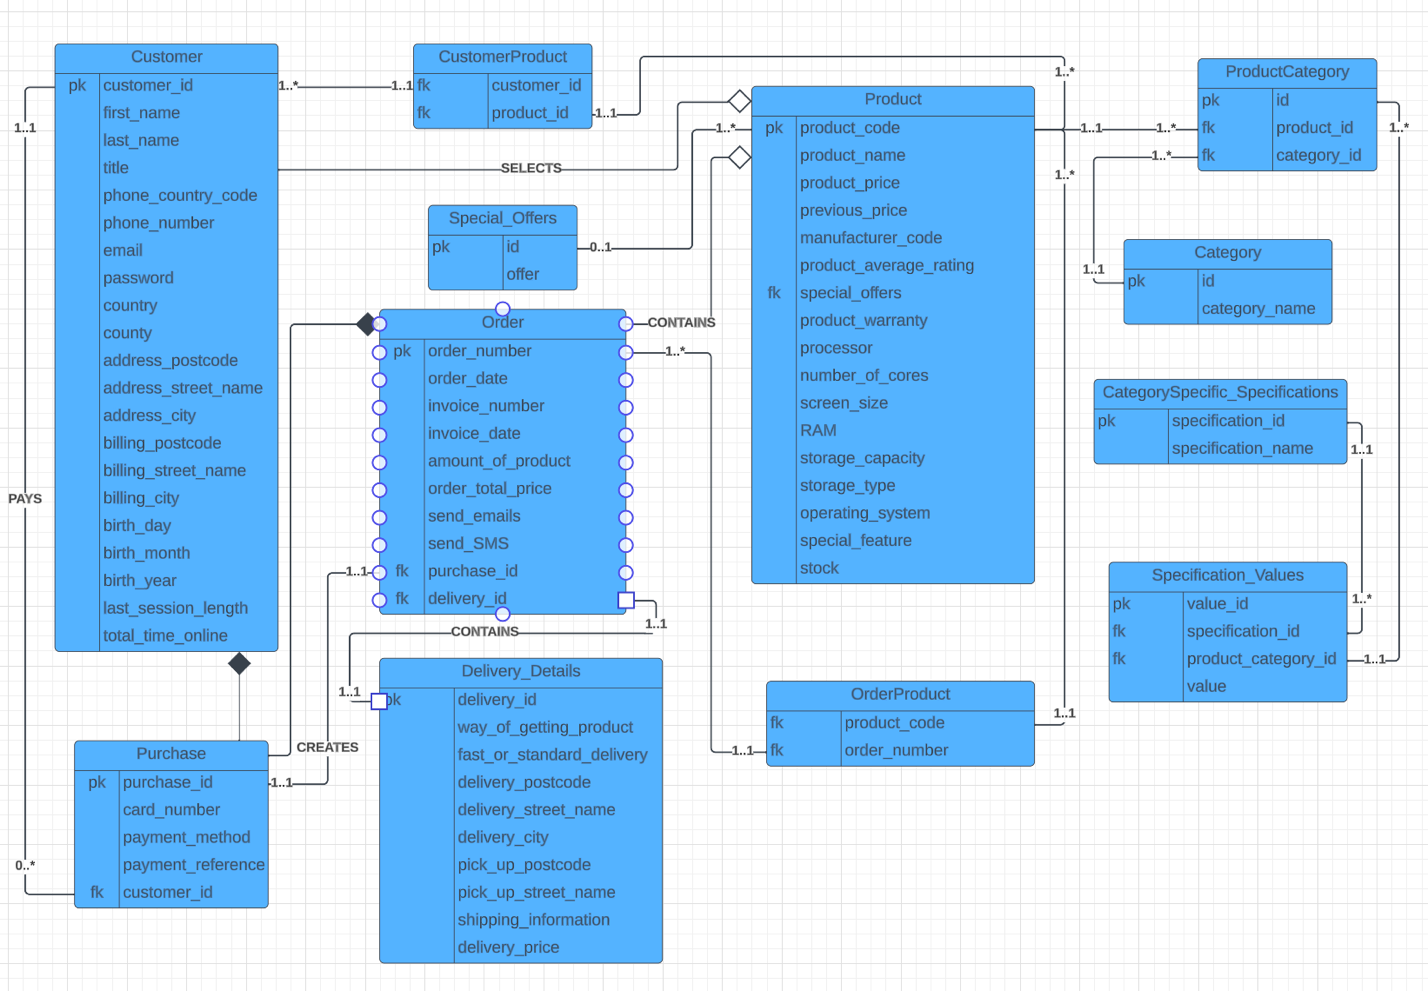 Customer
pk customer_id
first_name
last_name
title
phone_country_code
phone_number
email
password
country
county
address_postcode
address_street_name
address_city
billing_postcode
billing_street_name
billing_city
birth_day
birth_month
birth_year
last_session_length
total_time_online
1..1
PAYS
0..*
1..*
1..1
CustomerProduct
fk customer_id
fk product_id
1..1
SELECTS
1..*
Special_Offers
pk id
offer
0..1
Order
pk order_number
order_date
invoice_number
invoice_date
amount_of_product
order_total_price
send_emails
send_SMS
fk purchase_id
fk delivery_id
CONTAINS
1..*
1..1
1..1
CONTAINS
1..1
CREATES
1..1
Purchase
pk purchase_id
card_number
payment_method
payment_reference
fk customer_id
Delivery_Details
pk delivery_id
way_of_getting_product
fast_or_standard_delivery
delivery_postcode
delivery_street_name
delivery_city
pick_up_postcode
pick_up_street_name
shipping_information
delivery_price
Product
pk product_code
product_name
product_price
previous_price
manufacturer_code
product_average_rating
fk special_offers
product_warranty
processor
number_of_cores
screen_size
RAM
storage_capacity
storage_type
operating_system
special_feature
stock
1..*
1..1
1..*
1..*
OrderProduct
fk product_code
fk order_number
1..1
1..1
ProductCategory
pk id
fk product_id
fk category_id
1..*
1..*
1..1
Category
pk id
category_name
CategorySpecific_Specifications
pk specification_id
specification_name
1..1
1..*
Specification_Values
pk value_id
fk specification_id
fk product_category_id
value
1..1